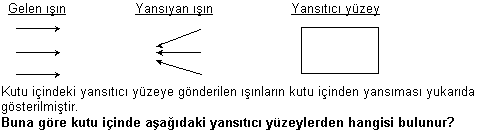 Gelen ışın Yansıyan ışın Yansıtıcı yüzey
Kutu içindeki yansıtıcı yüzeye gönderilen ışınların kutu içinden yansıması yukarıda
gösterilmiştir.
Buna göre kutu içinde aşağıdaki yansıtıcı yüzeylerden hangisi bulunur?